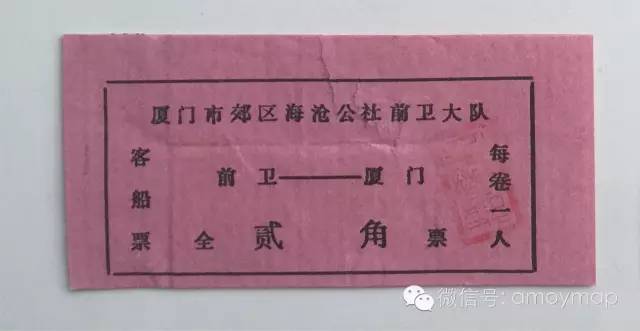 厦门市郊区海沧公社前卫大队
客船票
前卫——厦门
全贰角票
每卷一人
微信号: amoymap